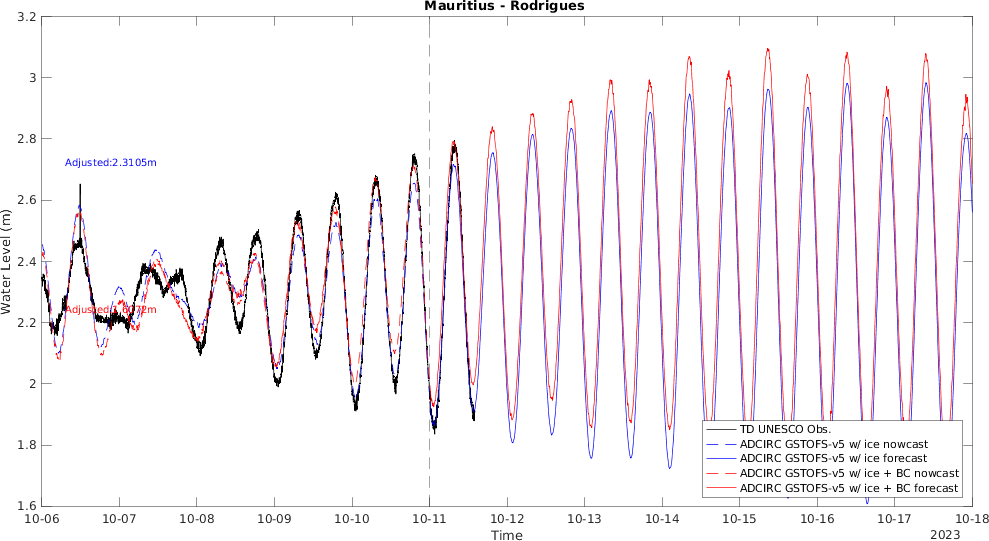 Mauritius - Rodrigues
3.2
3
2.8
2.6
2.4
2.2
2
1.8
1.6
Water Level (m)
Adjusted:2.3105m
TD UNESCO Obs.
ADCIRC GSTOFS-v5 w/ ice nowcast
ADCIRC GSTOFS-v5 w/ ice forecast
ADCIRC GSTOFS-v5 w/ ice + BC nowcast
ADCIRC GSTOFS-v5 w/ ice + BC forecast
10-06 10-07 10-08 10-09 10-10 10-11 10-12 10-13 10-14 10-15 10-16 10-17 10-18
Time
2023